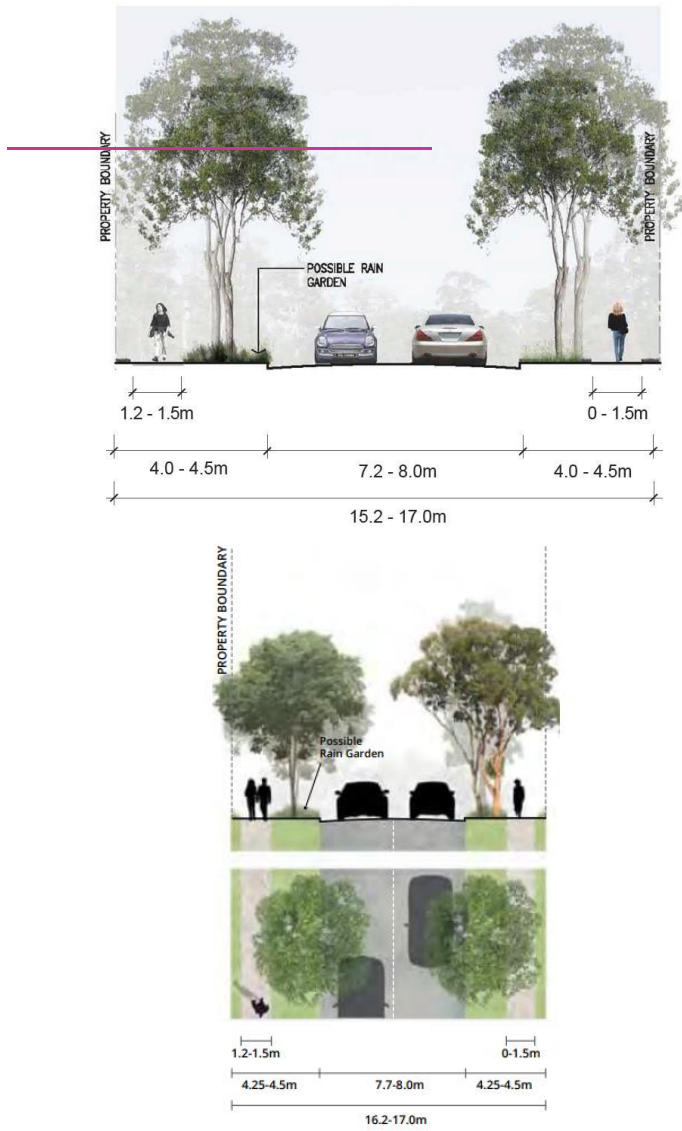 PROPERTY BOUNDARY
PROPERTY BOUNDARY
POSSIBLE RAIN
GARDEN
1.2 - 1.5m
0 - 1.5m
4.0 - 4.5m
7.2 - 8.0m
4.0 - 4.5m
15.2 - 17.0m
PROPERTY BOUNDARY
Possible
Rain Garden
1.2-1.5m
0-1.5m
4.25-4.5m
7.7-8.0m
4.25-4.5m
16.2-17.0m